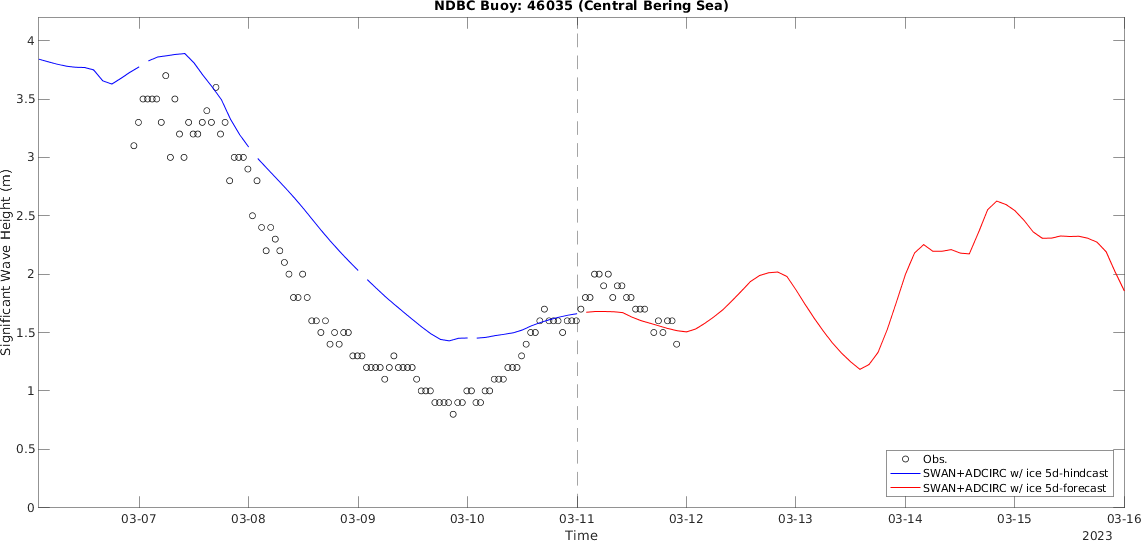 NDBC Buoy: 46035 (Central Bering Sea)
Significant Wave Height (m)
4
3.5
3
2.5
2
1.5
1
0.5
0
Obs.
SWAN+ADCIRC w/ ice 5d-hindcast
SWAN+ADCIRC w/ ice 5d-forecast
03-07 03-08 03-09 03-10 03-11 03-12 03-13 03-14 03-15 03-16
Time
2023